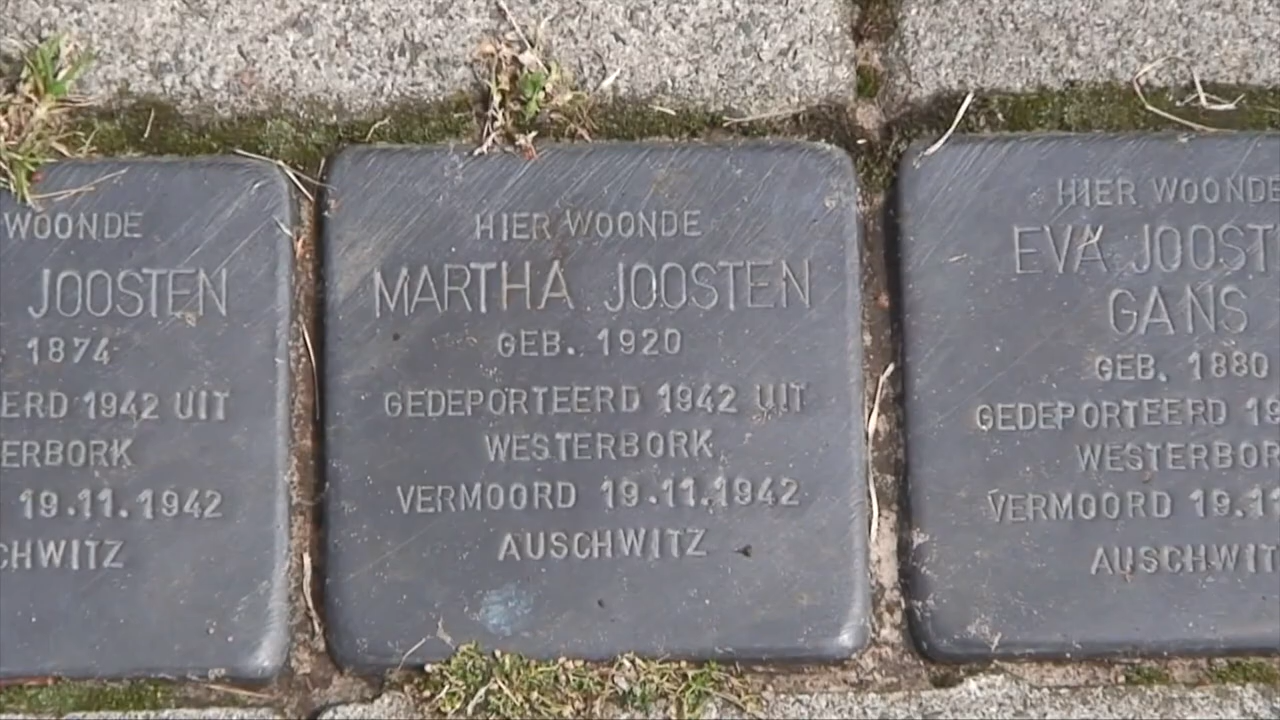 WOONDE
JOOSTEN
1874
ERD 1942 UIT
ERBORK
19.11.1942
CHWITZ
HIER WOONDE
MARTHA JOOSTEN
GEB. 1920
GEDEPORTEERD 1942 UIT
WESTERBORK
VERMOORD 19.11.1942
AUSCHWITZ
HIER WOONDE
EVA JOOST
GANS
GEB. 1880
GEDEPORTEERD 19
WESTERBOR
VERMOORD 19.11
AUSCHWIT